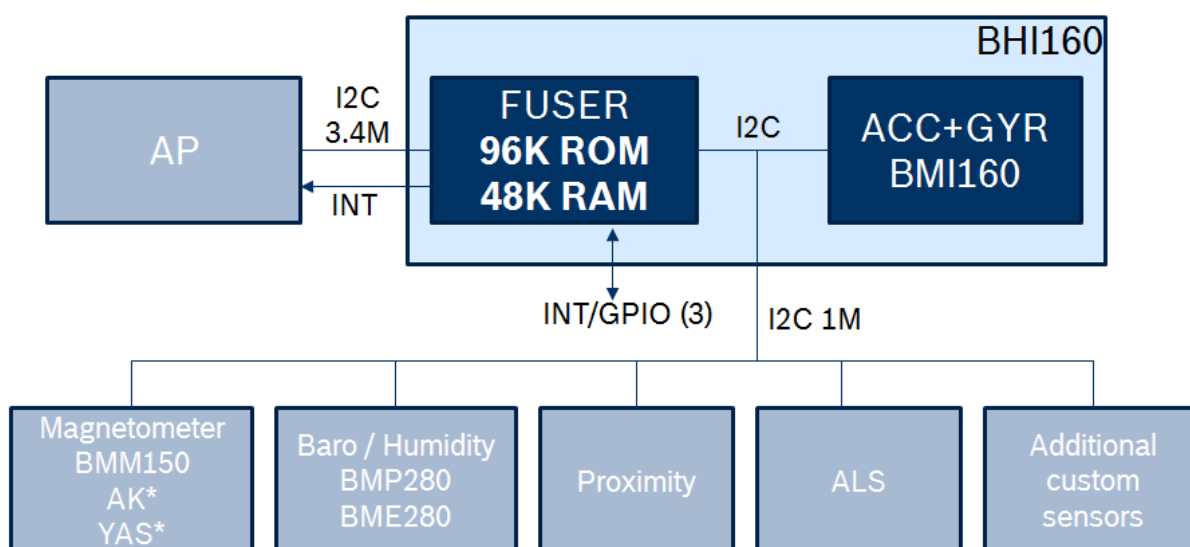 BHI160
AP
I2C
3.4M
INT
FUSER
96K ROM
48K RAM
I2C
ACC+GYR
BMI160
INT/GPIO (3)
I2C 1M
Magnetometer
BMM150
AK*
YAS*
Baro / Humidity
BMP280
BME280
Proximity
ALS
Additional
custom
sensors